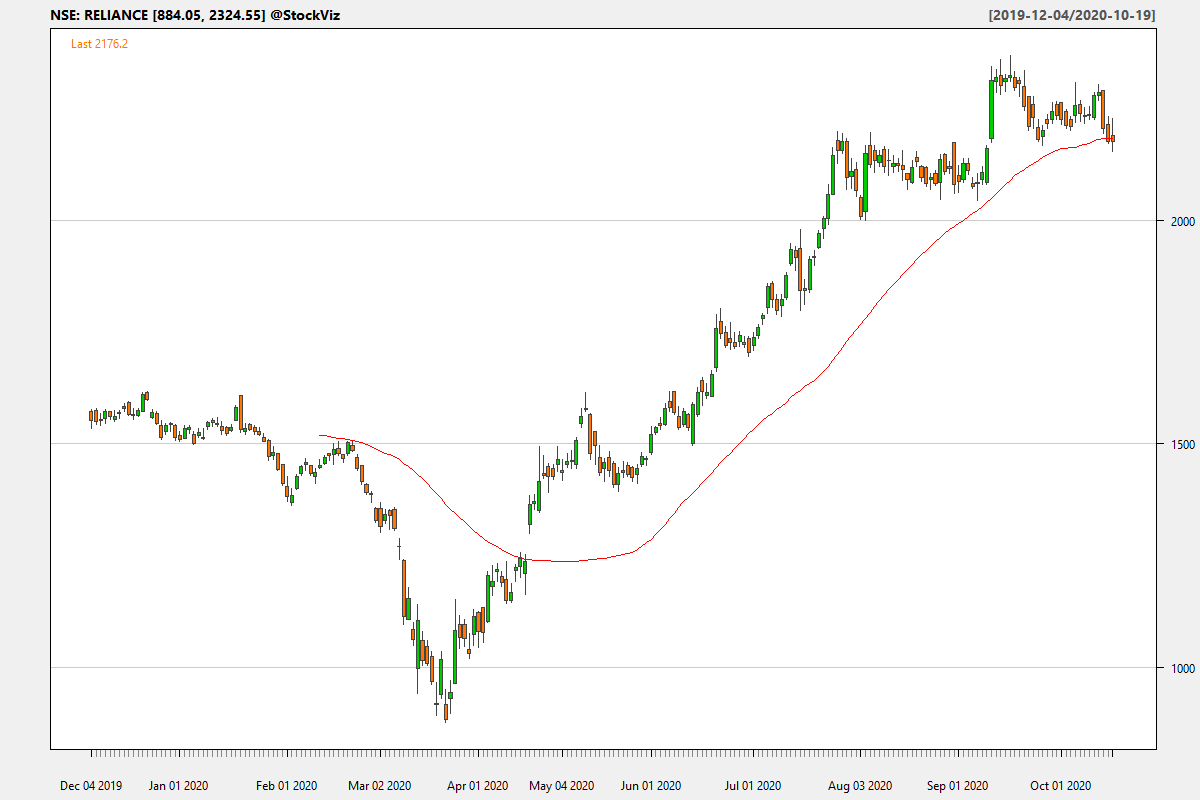 NSE: RELIANCE [884.05, 2324.55] @StockViz
[2019-12-04/2020-10-19]
Last 2176.2
2000
1500
1000
Dec 04 2019 Jan 01 2020 Feb 01 2020 Mar 02 2020 Apr 01 2020 May 04 2020 Jun 01 2020 Jul 01 2020 Aug 03 2020 Sep 01 2020 Oct 01 2020